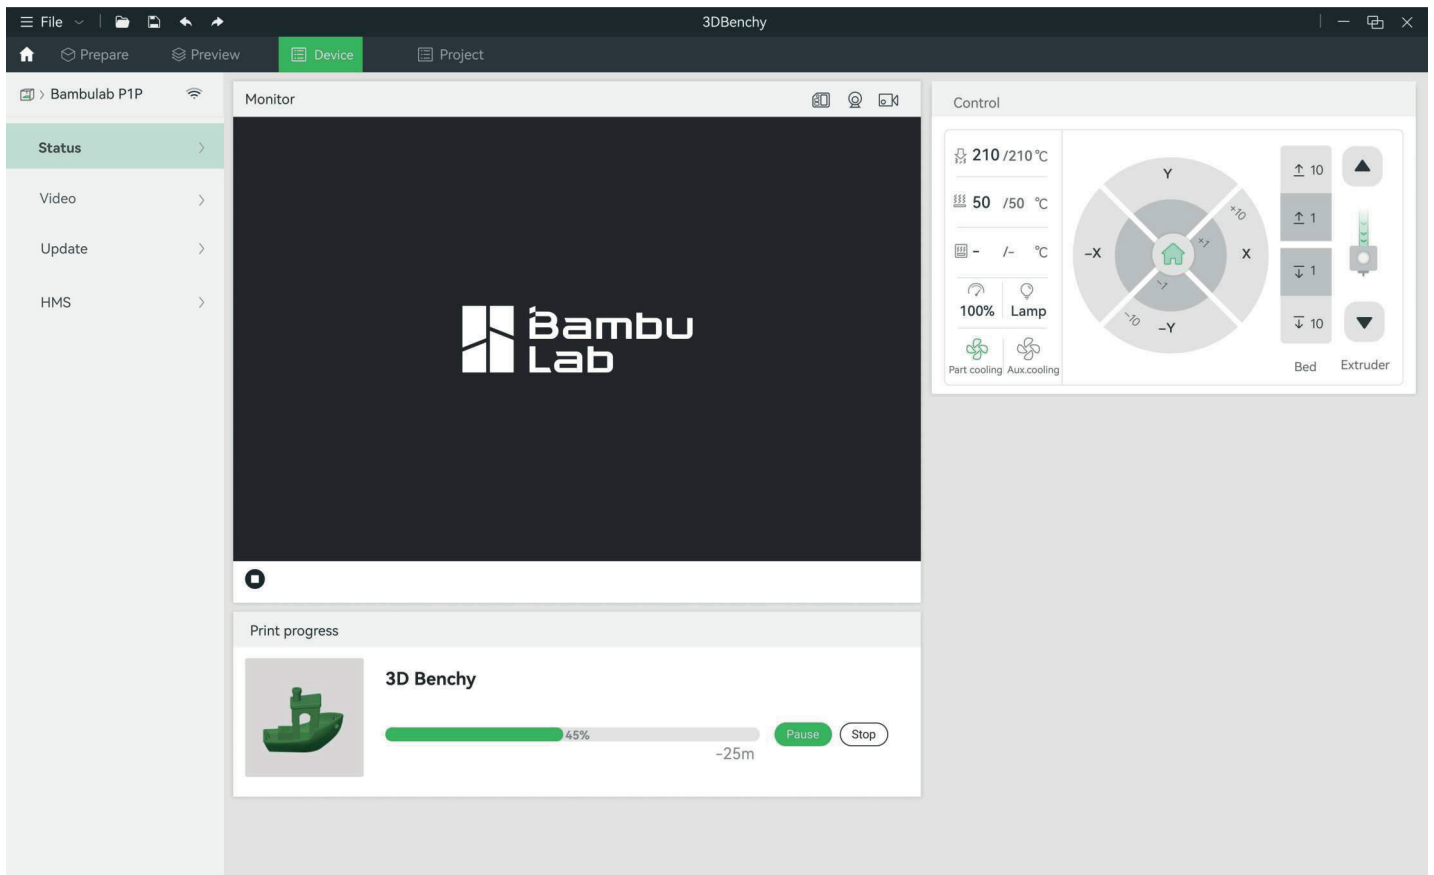 File
3DBenchy
Prepare
Preview
Device
Project
Bambulab P1P
Status
Video
Update
HMS
Monitor
Bambu
Lab
Print progress
3D Benchy
45%
-25m
Pause
Stop
Control
210 /210 °C
50 /50 °C
- /- °C
100% Lamp
Part cooling Aux.cooling
Y
+10
+1
-X
X
-1
-10
-Y
10
1
1
10
Bed
Extruder